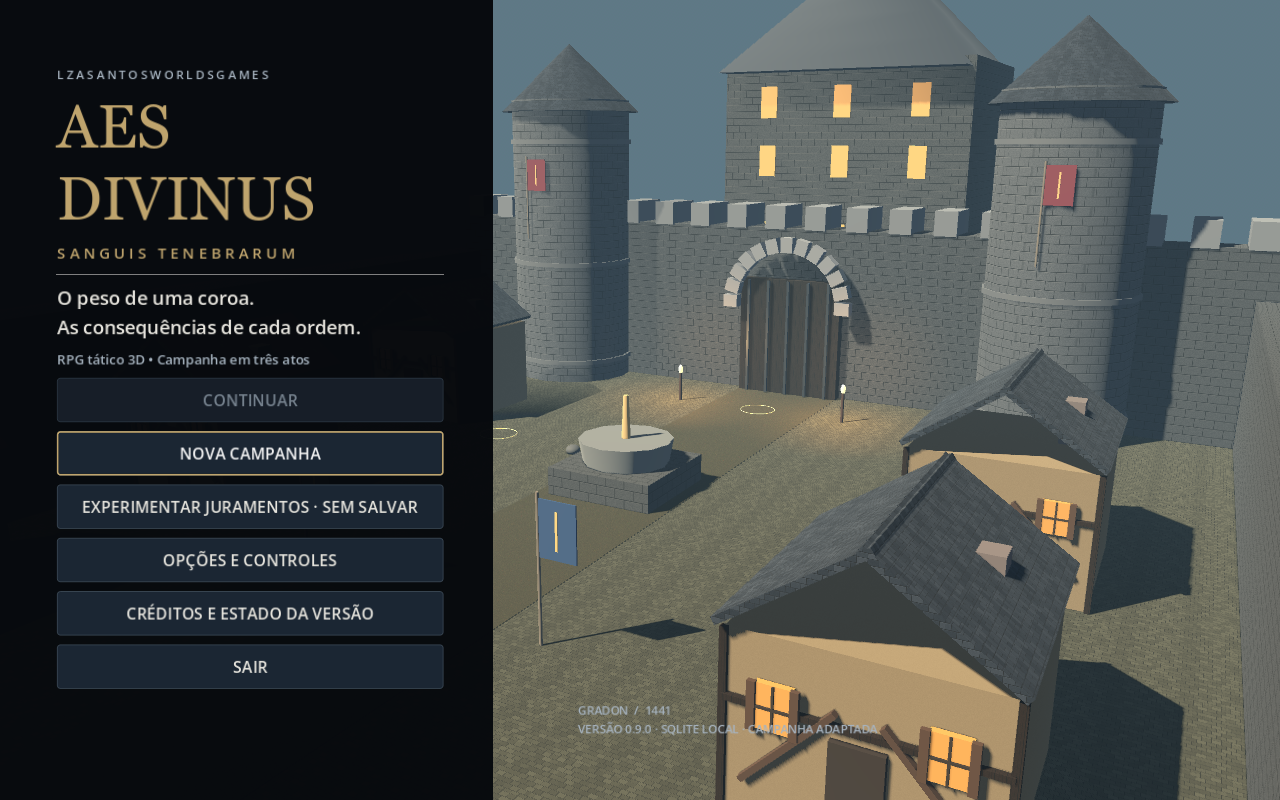 LZASANTOSWORLDSGAMES
AES
DIVINUS
SANGUIS TENEBRARUM
O peso de uma coroa.
As consequências de cada ordem.
RPG tático 3D • Campanha em três atos
CONTINUAR
NOVA CAMPANHA
EXPERIMENTAR JURAMENTOS · SEM SALVAR
OPÇÕES E CONTROLES
CRÉDITOS E ESTADO DA VERSÃO
SAIR
GRADON / 1441
VERSÃO 0.9.0 · SQLITE LOCAL · CAMPANHA ADAPTADA